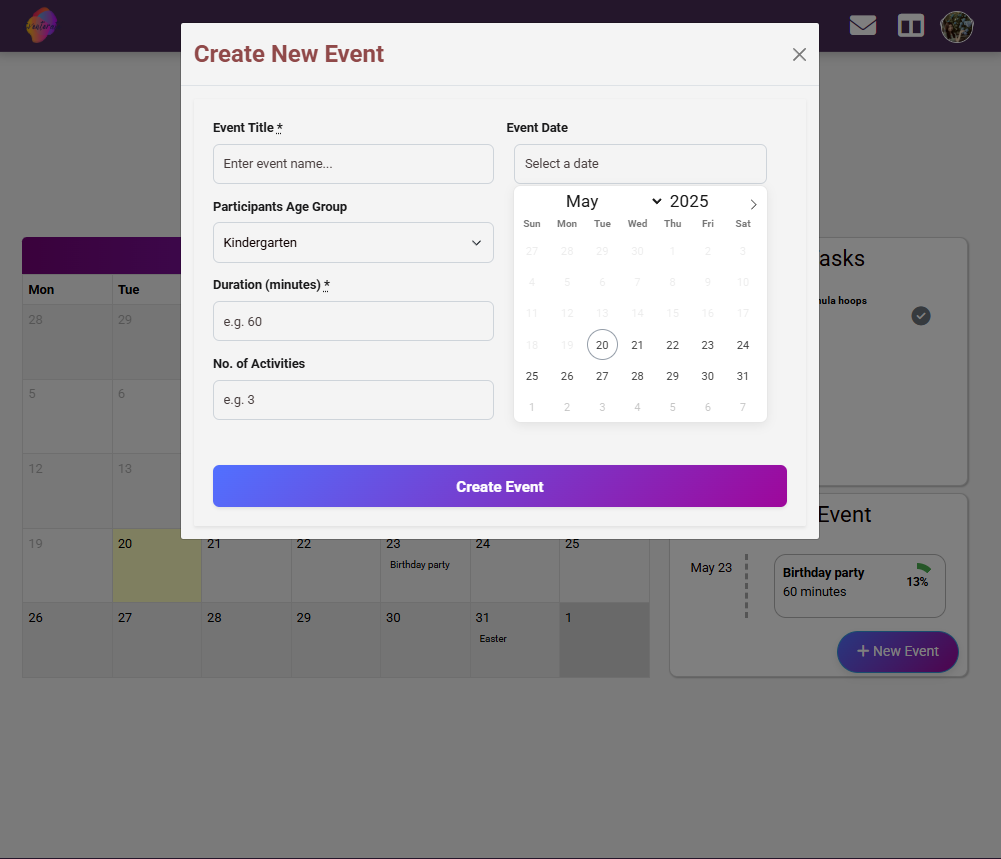 Create New Event
Event Title *
Event Date
Enter event name...
Select a date
Participants Age Group
Kindergarten
Duration (minutes) *
e.g. 60
No. of Activities
e.g. 3
May 2025
Sun Mon Tue Wed Thu Fri Sat
27 28 29 30 1 2 3
4 5 6 7 8 9 10
11 12 13 14 15 16 17
18 19 20 21 22 23 24
25 26 27 28 29 30 31
1 2 3 4 5 6 7
Create Event
Mon Tue
28 29
5 6
12 13
19 20 21 22 23 24 25
Birthday party
26 27 28 29 30 31 1
Easter
asks
hula hoops
Event
May 23
Birthday party
13%
60 minutes
+ New Event